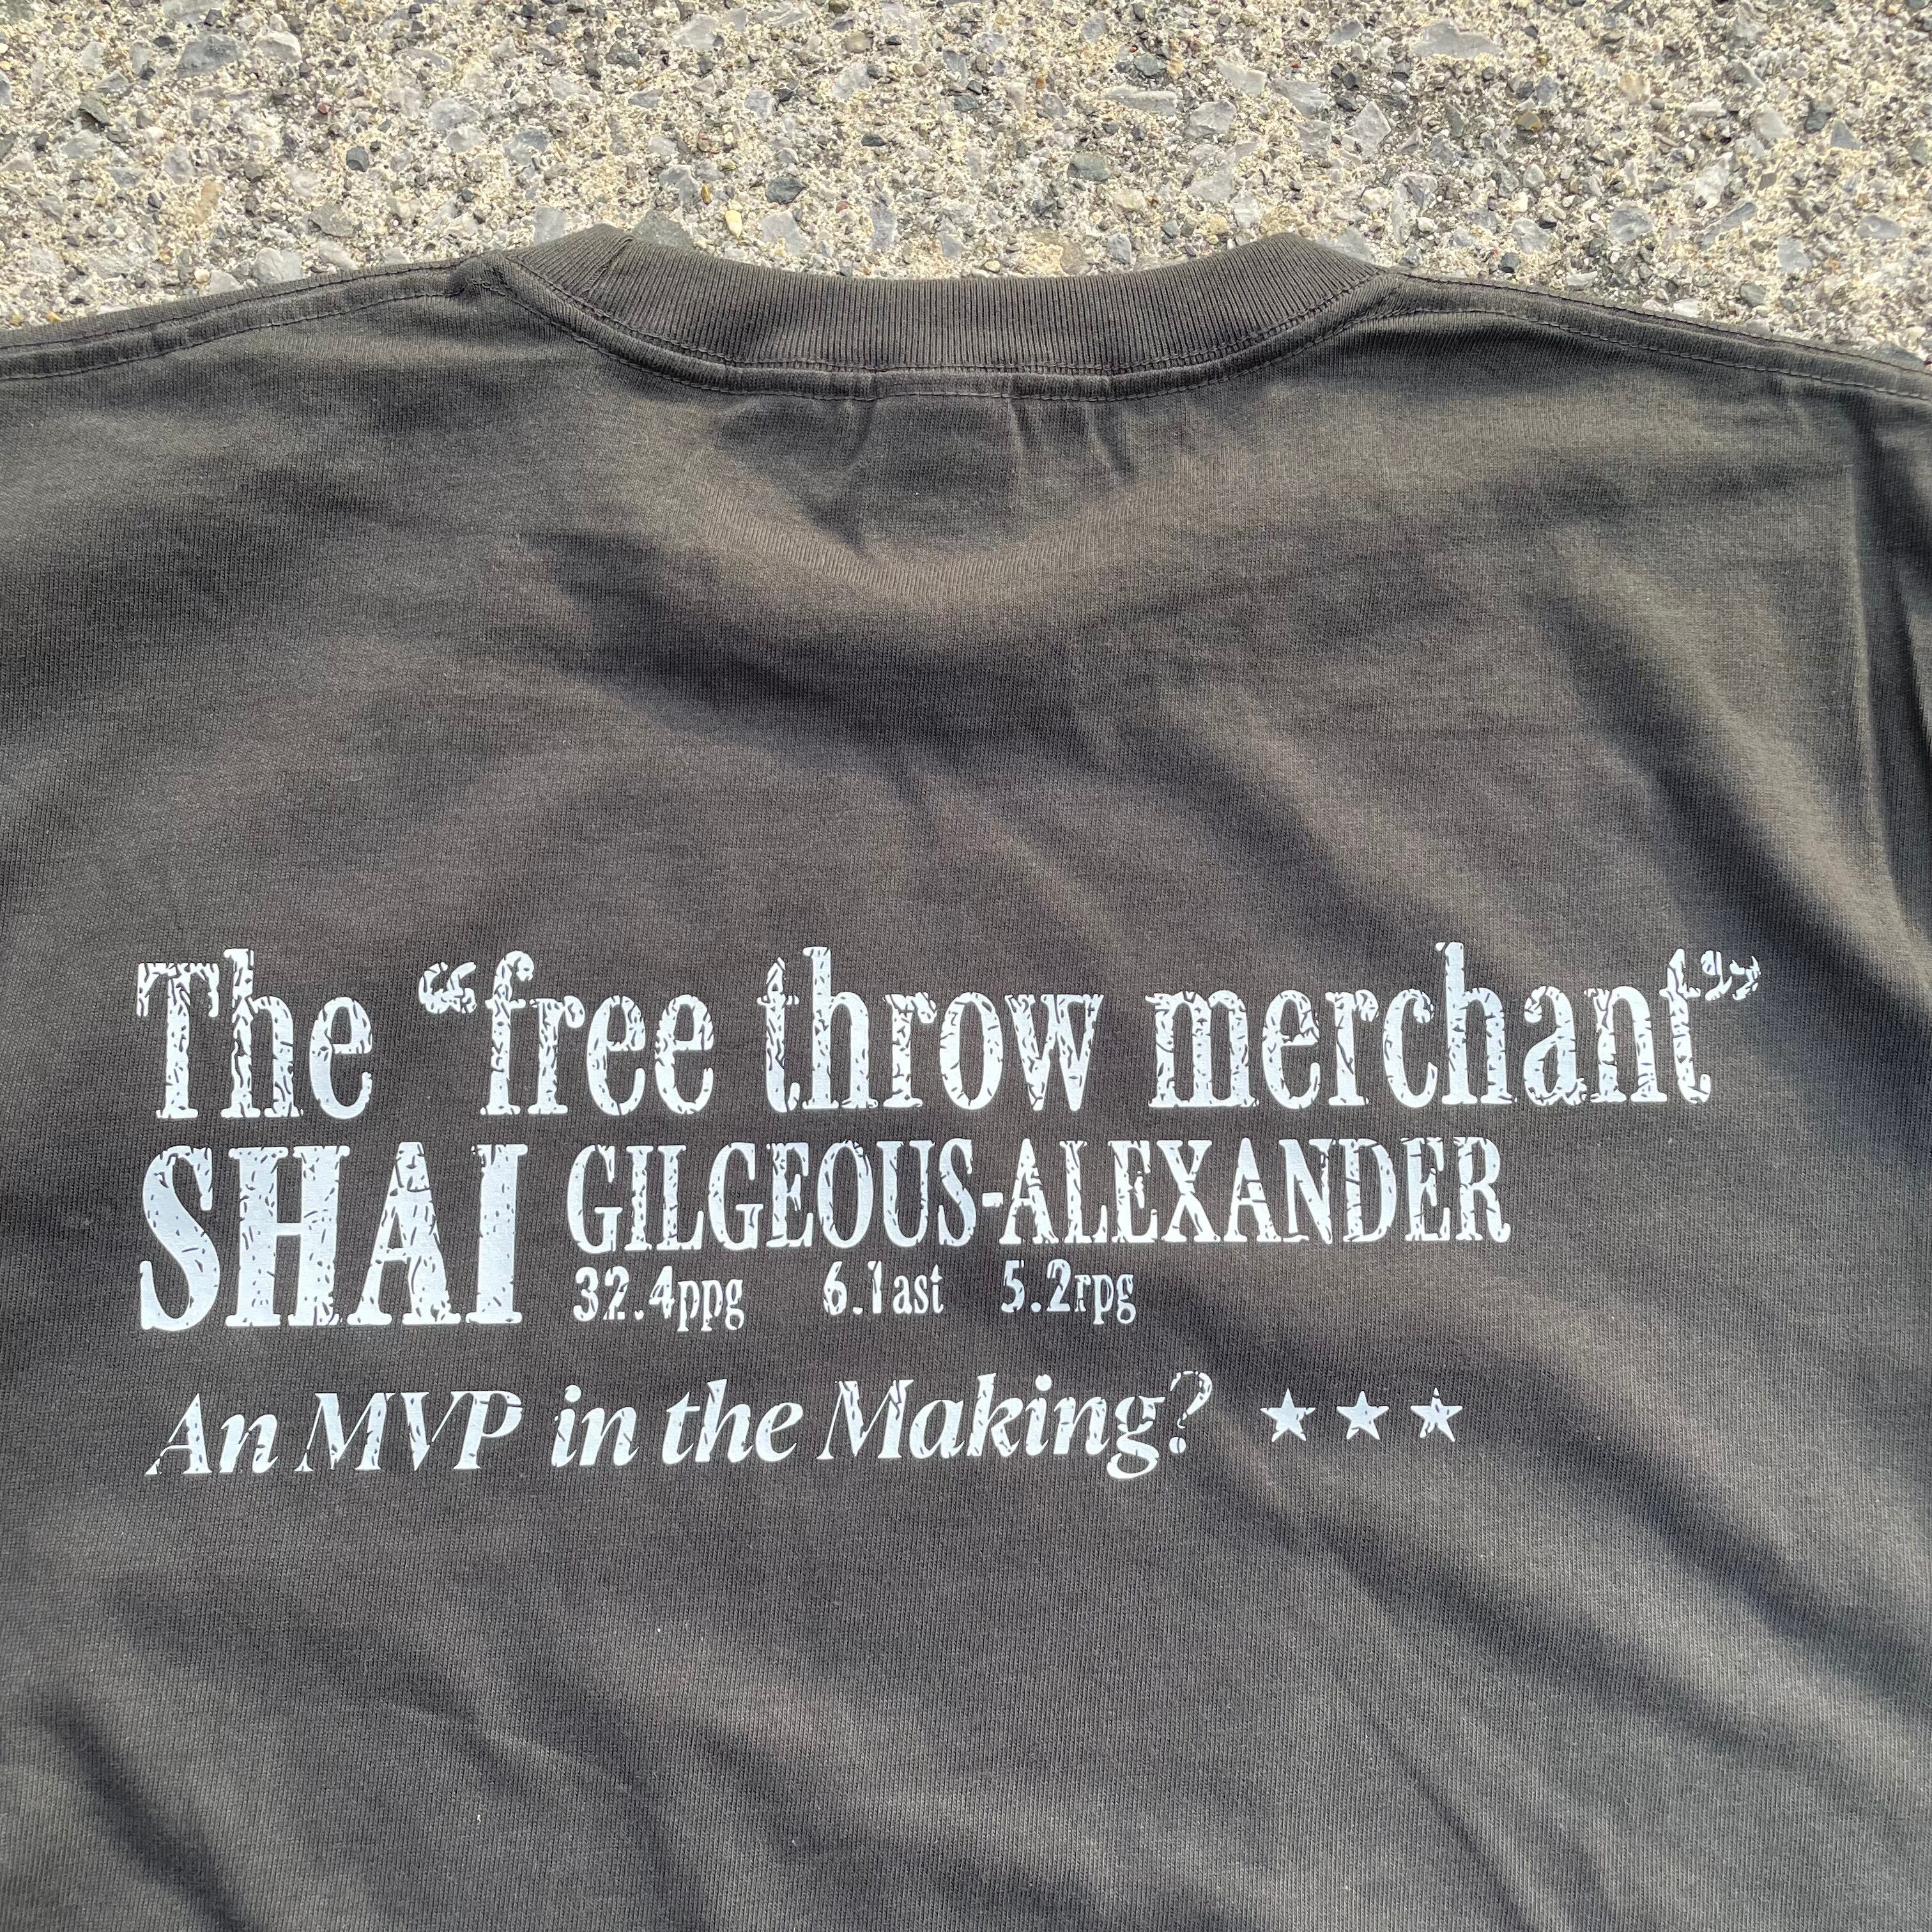 The “free throw merchant”
SHAI GILGEOUS-ALEXANDER
32.4ppg 6.1ast 5.2rpg
An MVP in the Making? ★★★